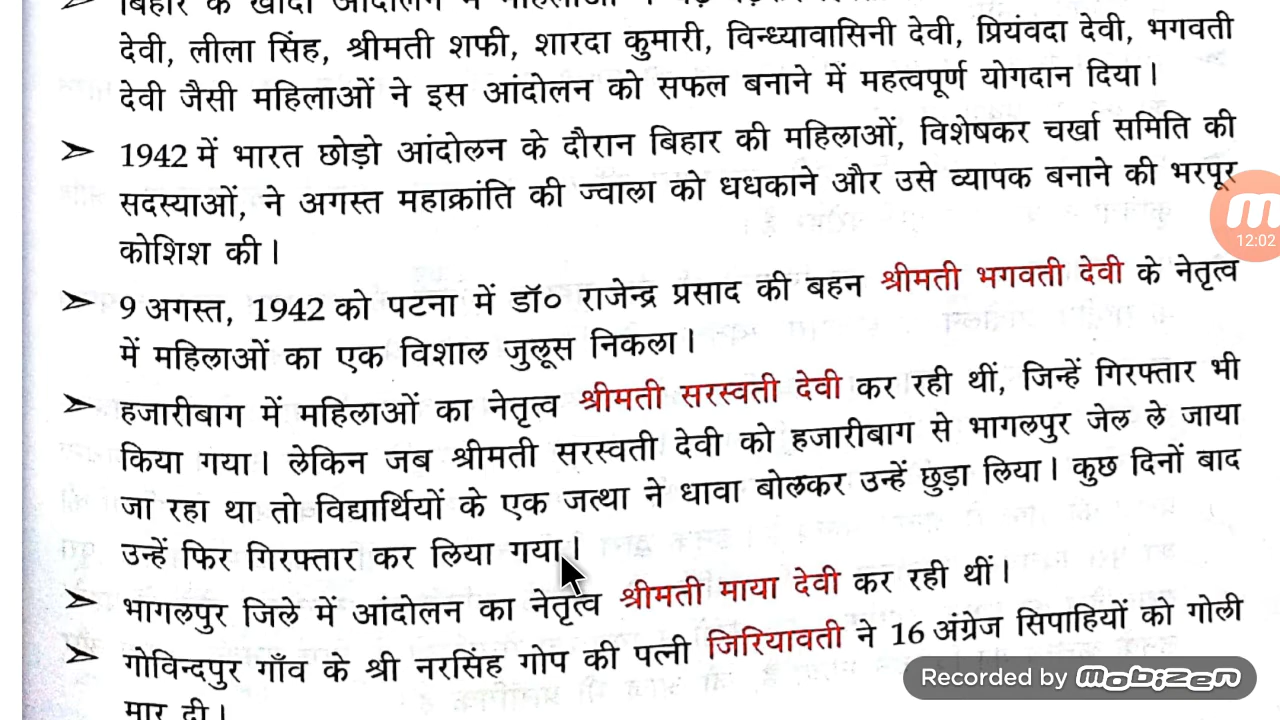 बिहार के खादी आंदोलन में महिलाओं ने
देवी, लीला सिंह, श्रीमती शफी, शारदा कुमारी, विन्ध्यावासिनी देवी, प्रियंवदा देवी, भगवती
देवी जैसी महिलाओं ने इस आंदोलन को सफल बनाने में महत्वपूर्ण योगदान दिया।
➢ 1942 में भारत छोड़ो आंदोलन के दौरान बिहार की महिलाओं, विशेषकर चर्खा समिति की
सदस्याओं, ने अगस्त महाक्रांति की ज्वाला को धधकाने और उसे व्यापक बनाने की भरपूर
कोशिश की।
12:02
➢ 9 अगस्त, 1942 को पटना में डॉ० राजेन्द्र प्रसाद की बहन श्रीमती भगवती देवी के नेतृत्व
में महिलाओं का एक विशाल जुलूस निकला।
➢ हजारीबाग में महिलाओं का नेतृत्व श्रीमती सरस्वती देवी कर रही थीं, जिन्हें गिरफ्तार भी
किया गया। लेकिन जब श्रीमती सरस्वती देवी को हजारीबाग से भागलपुर जेल ले जाया
जा रहा था तो विद्यार्थियों के एक जत्था ने धावा बोलकर उन्हें छुड़ा लिया। कुछ दिनों बाद
उन्हें फिर गिरफ्तार कर लिया गया।
➢ भागलपुर जिले में आंदोलन का नेतृत्व श्रीमती माया देवी कर रही थीं।
➢ गोविन्दपुर गाँव के श्री नरसिंह गोप की पत्नी जिरियावती ने 16 अंग्रेज सिपाहियों को गोली
मार दी।
Recorded by mobizen